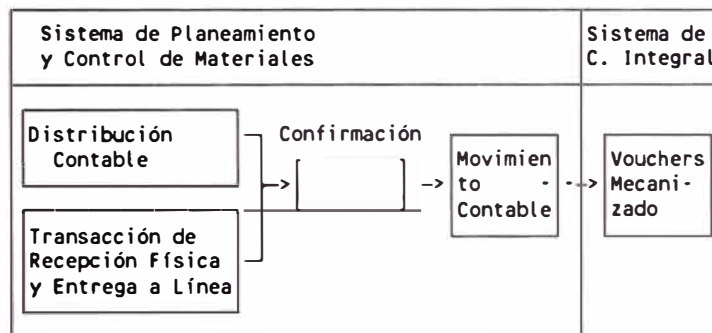 Sistema de Planeamiento
y Control de Materiales
Sistema de
C. Integral
Distribución
Contable
Confirmación
Movimien
to -
Contable
Vouchers
Mecani-
zado
Transacción de
Recepción Física
y Entrega a Línea